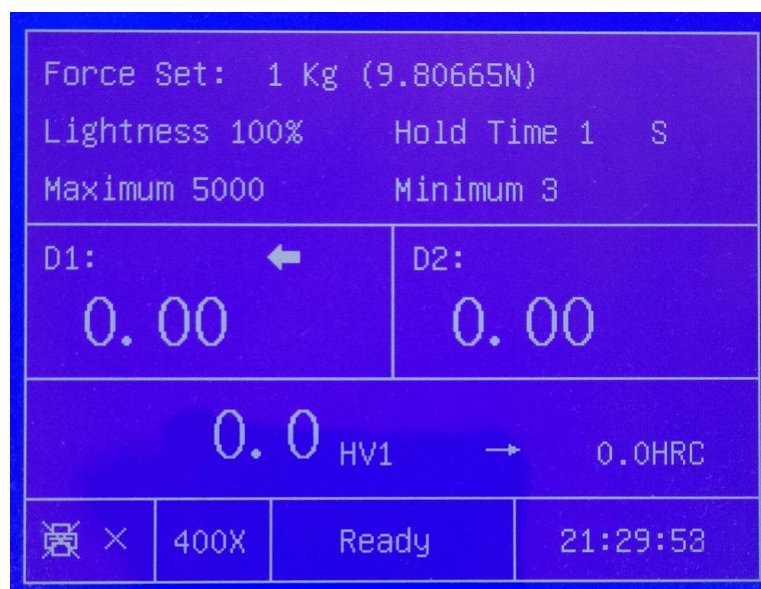 Force Set: 1 Kg (9.80665N)
Lightness 100% Hold Time 1 S
Maximum 5000 Minimum 3
D1: D2:
0.00 0.00
0.0 HV1 → 0.0HRC
× 400X Ready 21:29:53